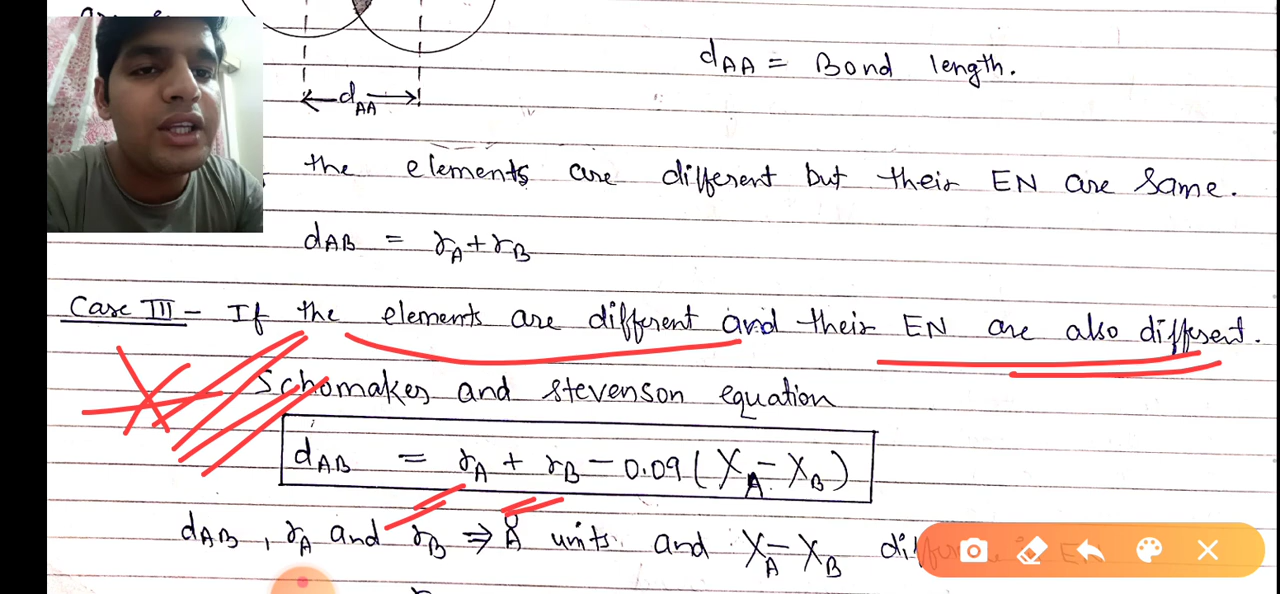 dAA = Bond length.
dAA
the elements are different but their EN are same.
dAB = rA + rB
Case III - If the elements are different and their EN are also different.
Schomaker and stevenson equation
dAB = rA + rB - 0.09 (XA - XB)
dAB, rA and rB ⇒ Å units. and XA - XB